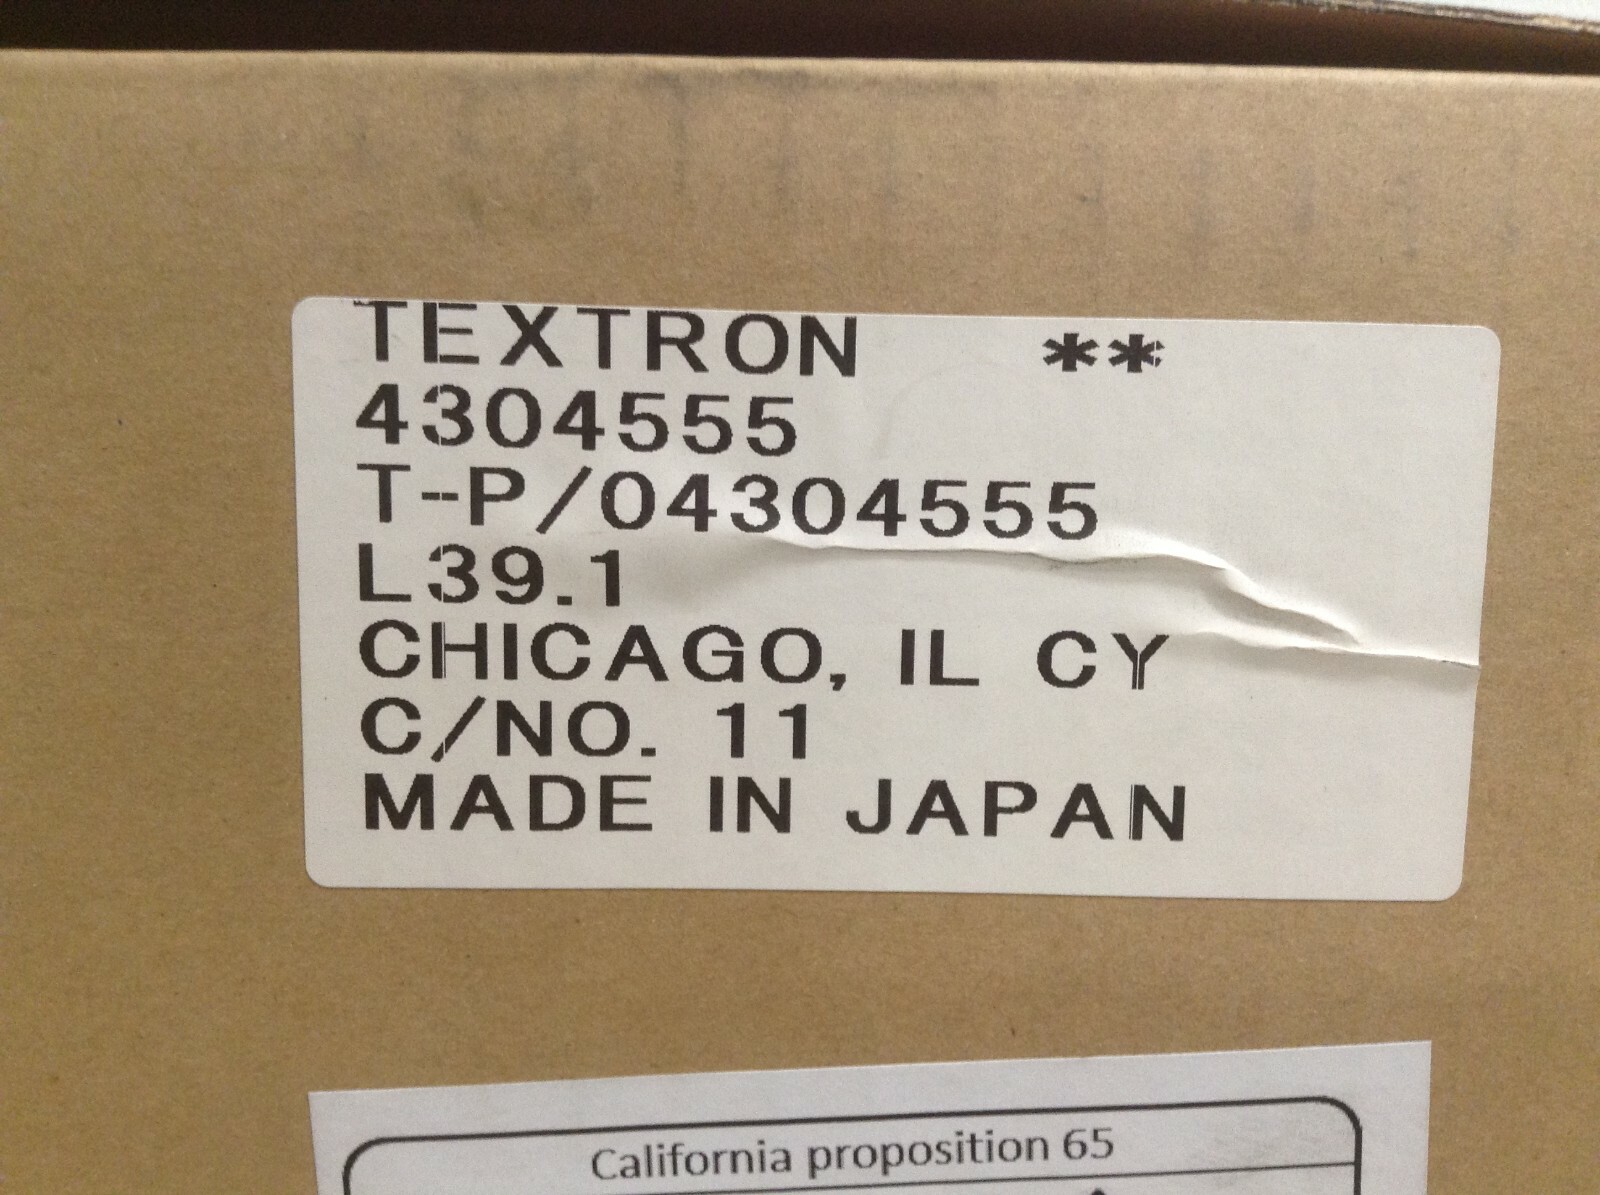 TEXTRON **
4304555
T-P/04304555
L39.1
CHICAGO, IL CY
C/NO. 11
MADE IN JAPAN
California proposition 65